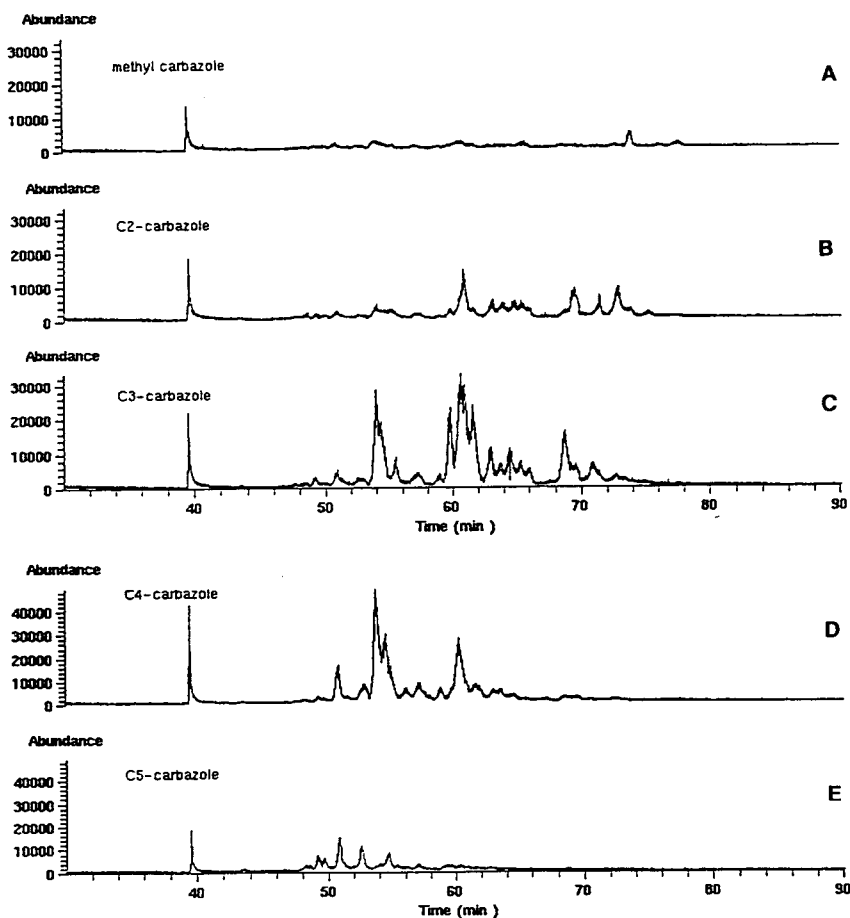 Abundance
30000
20000
10000
0
methyl carbazole
A
Abundance
30000
20000
10000
0
C2-carbazole
B
Abundance
30000
20000
10000
0
C3-carbazole
C
40 50 60 70 80 90
Time (min )
Abundance
40000
30000
20000
10000
0
C4-carbazole
D
Abundance
40000
30000
20000
10000
0
C5-carbazole
E
40 50 60 70 80 90
Time (min )